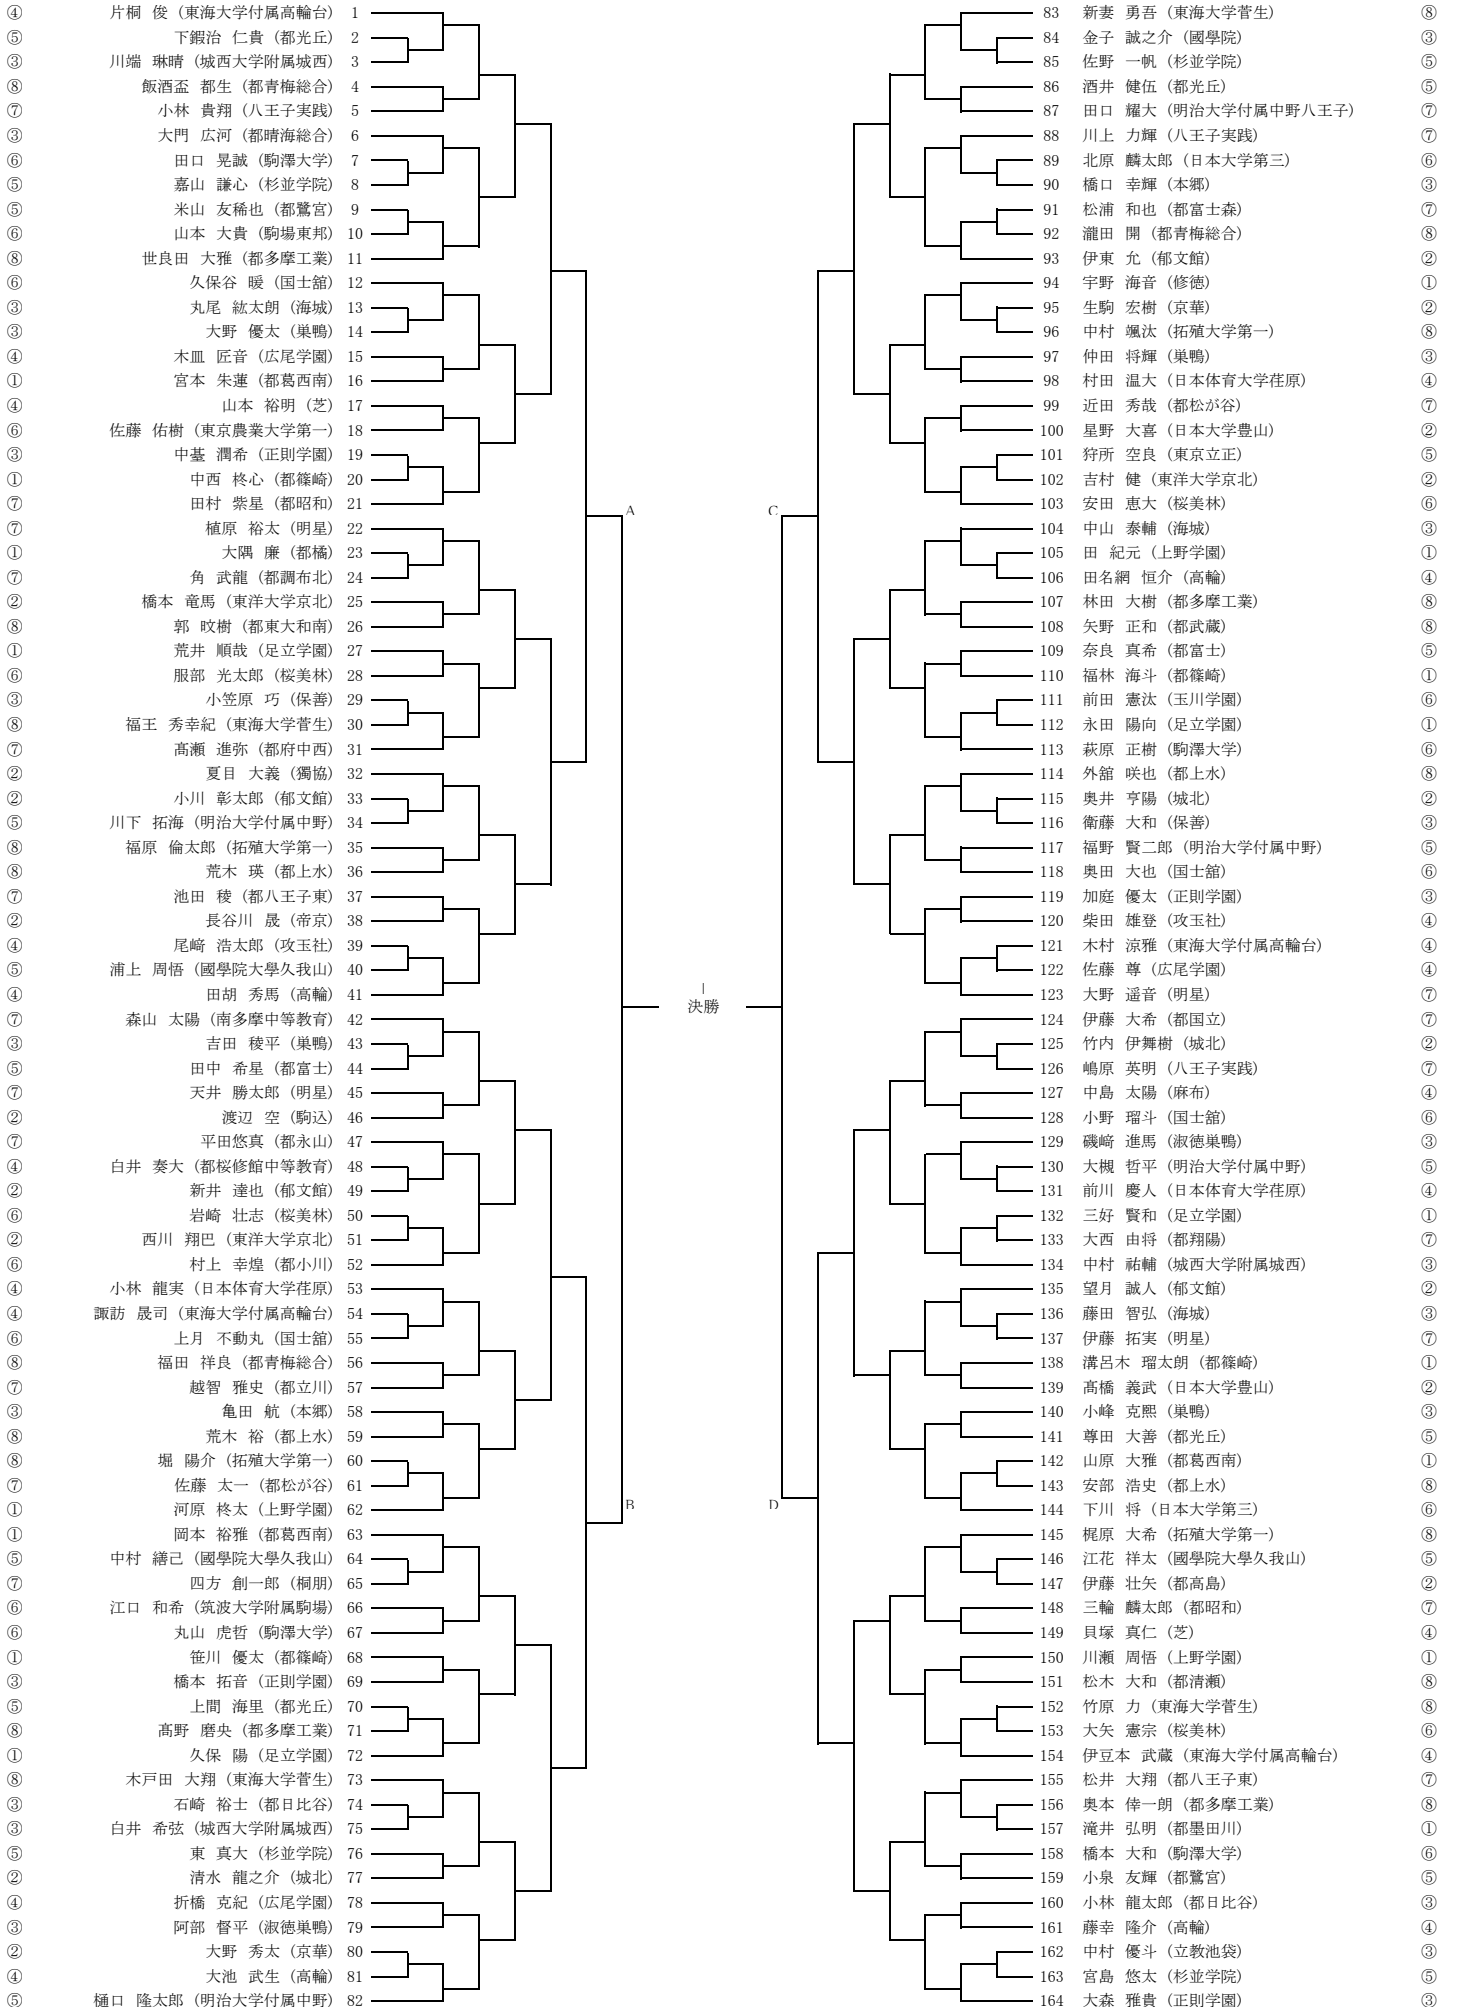 ④ 片桐 俊 (東海大学付属高輪台) 1
⑤ 下鍜治 仁貴 (都光丘) 2
③ 川端 琳晴 (城西大学附属城西) 3
⑧ 飯酒盃 都生 (都青梅総合) 4
⑦ 小林 貴翔 (八王子実践) 5
③ 大門 広河 (都晴海総合) 6
⑥ 田口 晃誠 (駒澤大学) 7
⑤ 嘉山 謙心 (杉並学院) 8
⑤ 米山 友稀也 (都鷺宮) 9
⑥ 山本 大貴 (駒場東邦) 10
⑧ 世良田 大雅 (都多摩工業) 11
⑥ 久保谷 暖 (国士舘) 12
③ 丸尾 紘太朗 (海城) 13
③ 大野 優太 (巣鴨) 14
④ 木皿 匠音 (広尾学園) 15
① 宮本 朱蓮 (都葛西南) 16
④ 山本 裕明 (芝) 17
⑥ 佐藤 佑樹 (東京農業大学第一) 18
③ 中墓 潤希 (正則学園) 19
① 中西 柊心 (都篠崎) 20
⑦ 田村 紫星 (都昭和) 21
⑦ 植原 裕太 (明星) 22
① 大隅 廉 (都橘) 23
⑦ 角 武龍 (都調布北) 24
② 橋本 竜馬 (東洋大学京北) 25
⑧ 郭 旼樹 (都東大和南) 26
① 荒井 順哉 (足立学園) 27
⑥ 服部 光太郎 (桜美林) 28
③ 小笠原 巧 (保善) 29
⑧ 福王 秀幸紀 (東海大学菅生) 30
⑦ 髙瀬 進弥 (都府中西) 31
② 夏目 大義 (獨協) 32
② 小川 彰太郎 (郁文館) 33
⑤ 川下 拓海 (明治大学付属中野) 34
⑧ 福原 倫太郎 (拓殖大学第一) 35
⑧ 荒木 瑛 (都上水) 36
⑦ 池田 稜 (都八王子東) 37
② 長谷川 晟 (帝京) 38
④ 尾﨑 浩太郎 (攻玉社) 39
⑤ 浦上 周悟 (國學院大學久我山) 40
④ 田胡 秀馬 (高輪) 41
⑦ 森山 太陽 (南多摩中等教育) 42
③ 吉田 稜平 (巣鴨) 43
⑤ 田中 希星 (都富士) 44
⑦ 天井 勝太郎 (明星) 45
② 渡辺 空 (駒込) 46
⑦ 平田悠真 (都永山) 47
④ 白井 奏大 (都桜修館中等教育) 48
② 新井 達也 (郁文館) 49
⑥ 岩崎 壮志 (桜美林) 50
② 西川 翔巴 (東洋大学京北) 51
⑥ 村上 幸煌 (都小川) 52
④ 小林 龍実 (日本体育大学荏原) 53
④ 諏訪 晟司 (東海大学付属高輪台) 54
⑥ 上月 不動丸 (国士舘) 55
⑧ 福田 祥良 (都青梅総合) 56
⑦ 越智 雅史 (都立川) 57
③ 亀田 航 (本郷) 58
⑧ 荒木 裕 (都上水) 59
⑧ 堀 陽介 (拓殖大学第一) 60
⑦ 佐藤 太一 (都松が谷) 61
① 河原 柊太 (上野学園) 62
① 岡本 裕雅 (都葛西南) 63
⑤ 中村 繕己 (國學院大學久我山) 64
⑦ 四方 創一郎 (桐朋) 65
⑥ 江口 和希 (筑波大学附属駒場) 66
⑥ 丸山 虎哲 (駒澤大学) 67
① 笹川 優太 (都篠崎) 68
③ 橋本 拓音 (正則学園) 69
⑤ 上間 海里 (都光丘) 70
⑧ 髙野 磨央 (都多摩工業) 71
① 久保 陽 (足立学園) 72
⑧ 木戸田 大翔 (東海大学菅生) 73
③ 石崎 裕士 (都日比谷) 74
③ 白井 希弦 (城西大学附属城西) 75
⑤ 東 真大 (杉並学院) 76
② 清水 龍之介 (城北) 77
④ 折橋 克紀 (広尾学園) 78
③ 阿部 督平 (淑徳巣鴨) 79
② 大野 秀太 (京華) 80
④ 大池 武生 (高輪) 81
⑤ 樋口 隆太郎 (明治大学付属中野) 82
A
B
決勝
C
D
83 新妻 勇吾 (東海大学菅生) ⑧
84 金子 誠之介 (國學院) ③
85 佐野 一帆 (杉並学院) ⑤
86 酒井 健伍 (都光丘) ⑤
87 田口 耀大 (明治大学付属中野八王子) ⑦
88 川上 力輝 (八王子実践) ⑦
89 北原 麟太郎 (日本大学第三) ⑥
90 橋口 幸輝 (本郷) ③
91 松浦 和也 (都富士森) ⑦
92 瀧田 開 (都青梅総合) ⑧
93 伊東 允 (郁文館) ②
94 宇野 海音 (修徳) ①
95 生駒 宏樹 (京華) ②
96 中村 颯汰 (拓殖大学第一) ⑧
97 仲田 将輝 (巣鴨) ③
98 村田 温大 (日本体育大学荏原) ④
99 近田 秀哉 (都松が谷) ⑦
100 星野 大喜 (日本大学豊山) ②
101 狩所 空良 (東京立正) ⑤
102 吉村 健 (東洋大学京北) ②
103 安田 恵大 (桜美林) ⑥
104 中山 泰輔 (海城) ③
105 田 紀元 (上野学園) ①
106 田名網 恒介 (高輪) ④
107 林田 大樹 (都多摩工業) ⑧
108 矢野 正和 (都武蔵) ⑧
109 奈良 真希 (都富士) ⑤
110 福林 海斗 (都篠崎) ①
111 前田 憲汰 (玉川学園) ⑥
112 永田 陽向 (足立学園) ①
113 萩原 正樹 (駒澤大学) ⑥
114 外舘 咲也 (都上水) ⑧
115 奥井 亨陽 (城北) ②
116 衛藤 大和 (保善) ③
117 福野 賢二郎 (明治大学付属中野) ⑤
118 奥田 大也 (国士舘) ⑥
119 加庭 優太 (正則学園) ③
120 柴田 雄登 (攻玉社) ④
121 木村 涼雅 (東海大学付属高輪台) ④
122 佐藤 尊 (広尾学園) ④
123 大野 遥音 (明星) ⑦
124 伊藤 大希 (都国立) ⑦
125 竹内 伊舞樹 (城北) ②
126 嶋原 英明 (八王子実践) ⑦
127 中島 太陽 (麻布) ④
128 小野 瑠斗 (国士舘) ⑥
129 磯﨑 進馬 (淑徳巣鴨) ③
130 大槻 哲平 (明治大学付属中野) ⑤
131 前川 慶人 (日本体育大学荏原) ④
132 三好 賢和 (足立学園) ①
133 大西 由将 (都翔陽) ⑦
134 中村 祐輔 (城西大学附属城西) ③
135 望月 誠人 (郁文館) ②
136 藤田 智弘 (海城) ③
137 伊藤 拓実 (明星) ⑦
138 溝呂木 瑠太朗 (都篠崎) ①
139 髙橋 義武 (日本大学豊山) ②
140 小峰 克熙 (巣鴨) ③
141 尊田 大善 (都光丘) ⑤
142 山原 大雅 (都葛西南) ①
143 安部 浩史 (都上水) ⑧
144 下川 将 (日本大学第三) ⑥
145 梶原 大希 (拓殖大学第一) ⑧
146 江花 祥太 (國學院大學久我山) ⑤
147 伊藤 壮矢 (都高島) ②
148 三輪 麟太郎 (都昭和) ⑦
149 貝塚 真仁 (芝) ④
150 川瀬 周悟 (上野学園) ①
151 松木 大和 (都清瀬) ⑧
152 竹原 力 (東海大学菅生) ⑧
153 大矢 憲宗 (桜美林) ⑥
154 伊豆本 武蔵 (東海大学付属高輪台) ④
155 松井 大翔 (都八王子東) ⑦
156 奥本 倖一朗 (都多摩工業) ⑧
157 滝井 弘明 (都墨田川) ①
158 橋本 大和 (駒澤大学) ⑥
159 小泉 友輝 (都鷺宮) ⑤
160 小林 龍太郎 (都日比谷) ③
161 藤幸 隆介 (高輪) ④
162 中村 優斗 (立教池袋) ③
163 宮島 悠太 (杉並学院) ⑤
164 大森 雅貴 (正則学園) ③